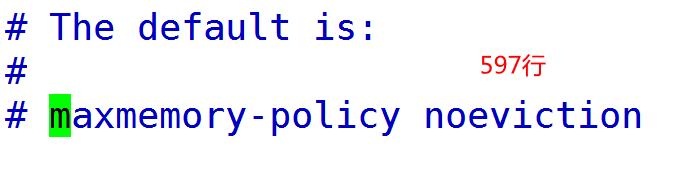 # The default is:
#
597行
# maxmemory-policy noeviction